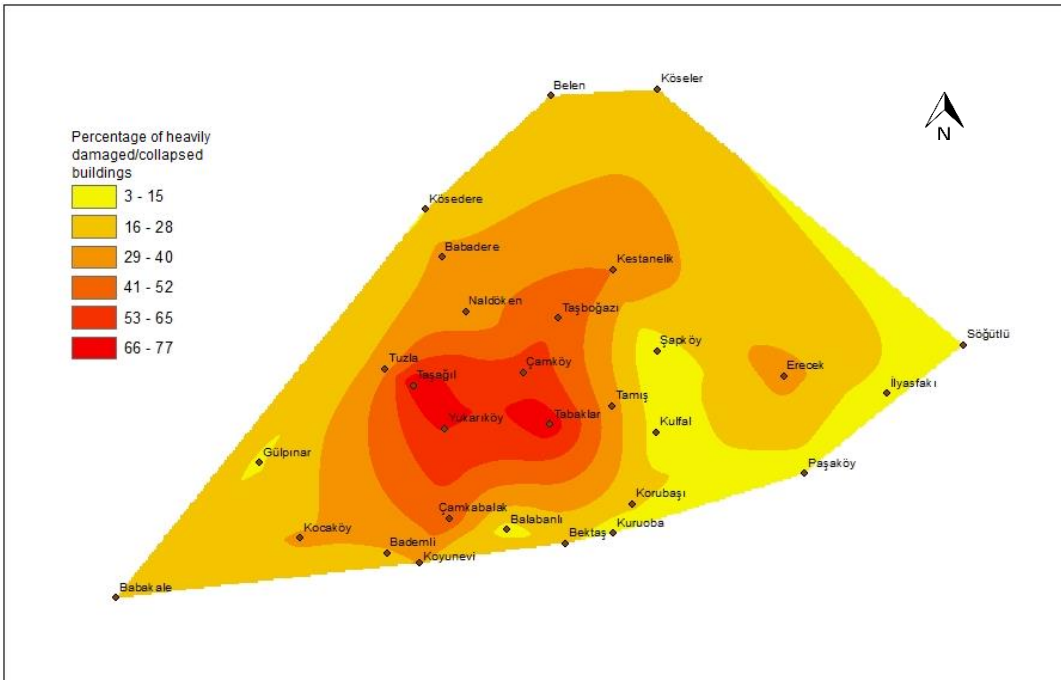 Belen
Köseler
N
Percentage of heavily
damaged/collapsed
buildings
3 - 15
16 - 28
29 - 40
41 - 52
53 - 65
66 - 77
Kösedere
Babadere
Kestanelik
Naldöken
Taşboğazı
Şapköy
Söğütlü
Tuzla
Çamköy
Erecek
Taşağıl
İlyasfakı
Tamış
Yukarıköy
Tabaklar
Kulfal
Gülpınar
Paşaköy
Korubaşı
Çamkabalak
Balabanlı
Kuruoba
Kocaköy
Bektaş
Bademli
Koyunevi
Babakale